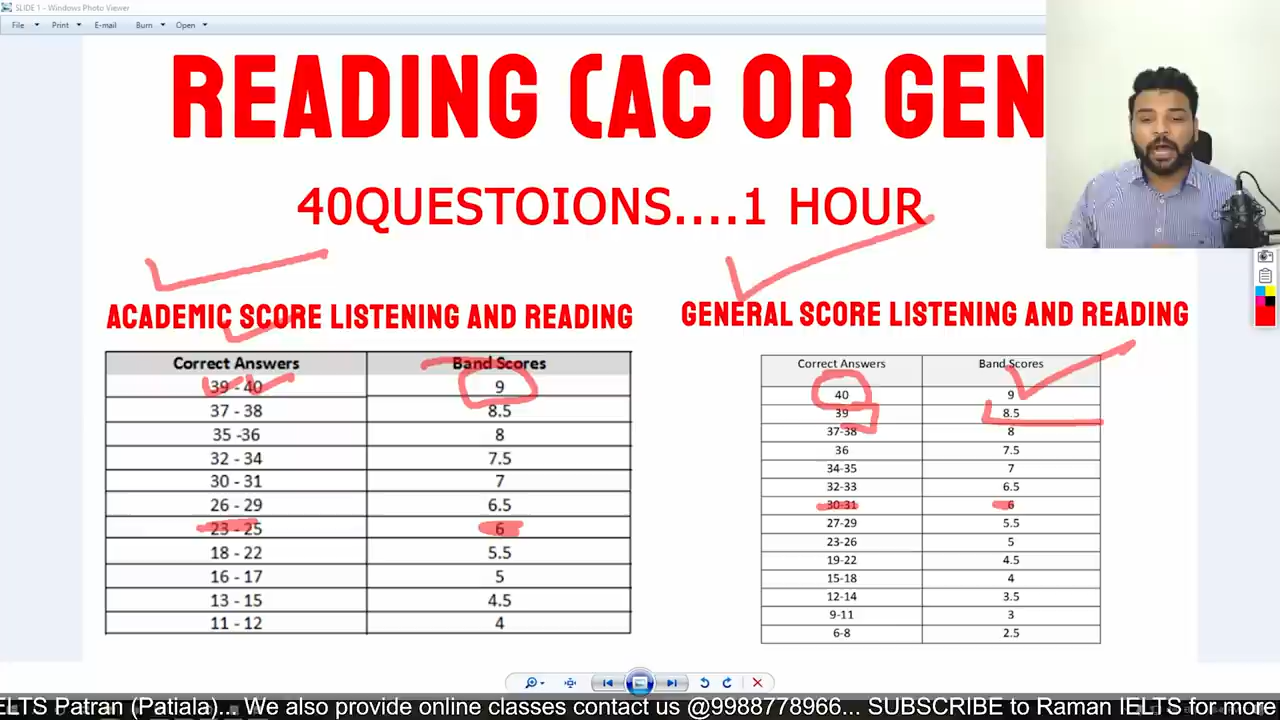 SLIDE 1 - Windows Photo Viewer
File Print E-mail Burn Open
READING (AC OR GEN
40QUESTOIONS....1 HOUR
ACADEMIC SCORE LISTENING AND READING
Correct Answers Band Scores
39 - 40 9
37 - 38 8.5
35 -36 8
32 - 34 7.5
30 - 31 7
26 - 29 6.5
23 - 25 6
18 - 22 5.5
16 - 17 5
13 - 15 4.5
11 - 12 4
GENERAL SCORE LISTENING AND READING
Correct Answers Band Scores
40 9
39 8.5
37-38 8
36 7.5
34-35 7
32-33 6.5
30-31 6
27-29 5.5
23-26 5
19-22 4.5
15-18 4
12-14 3.5
9-11 3
6-8 2.5
ELTS Patran (Patiala)... We also provide online classes contact us @9988778966... SUBSCRIBE to Raman IELTS for more